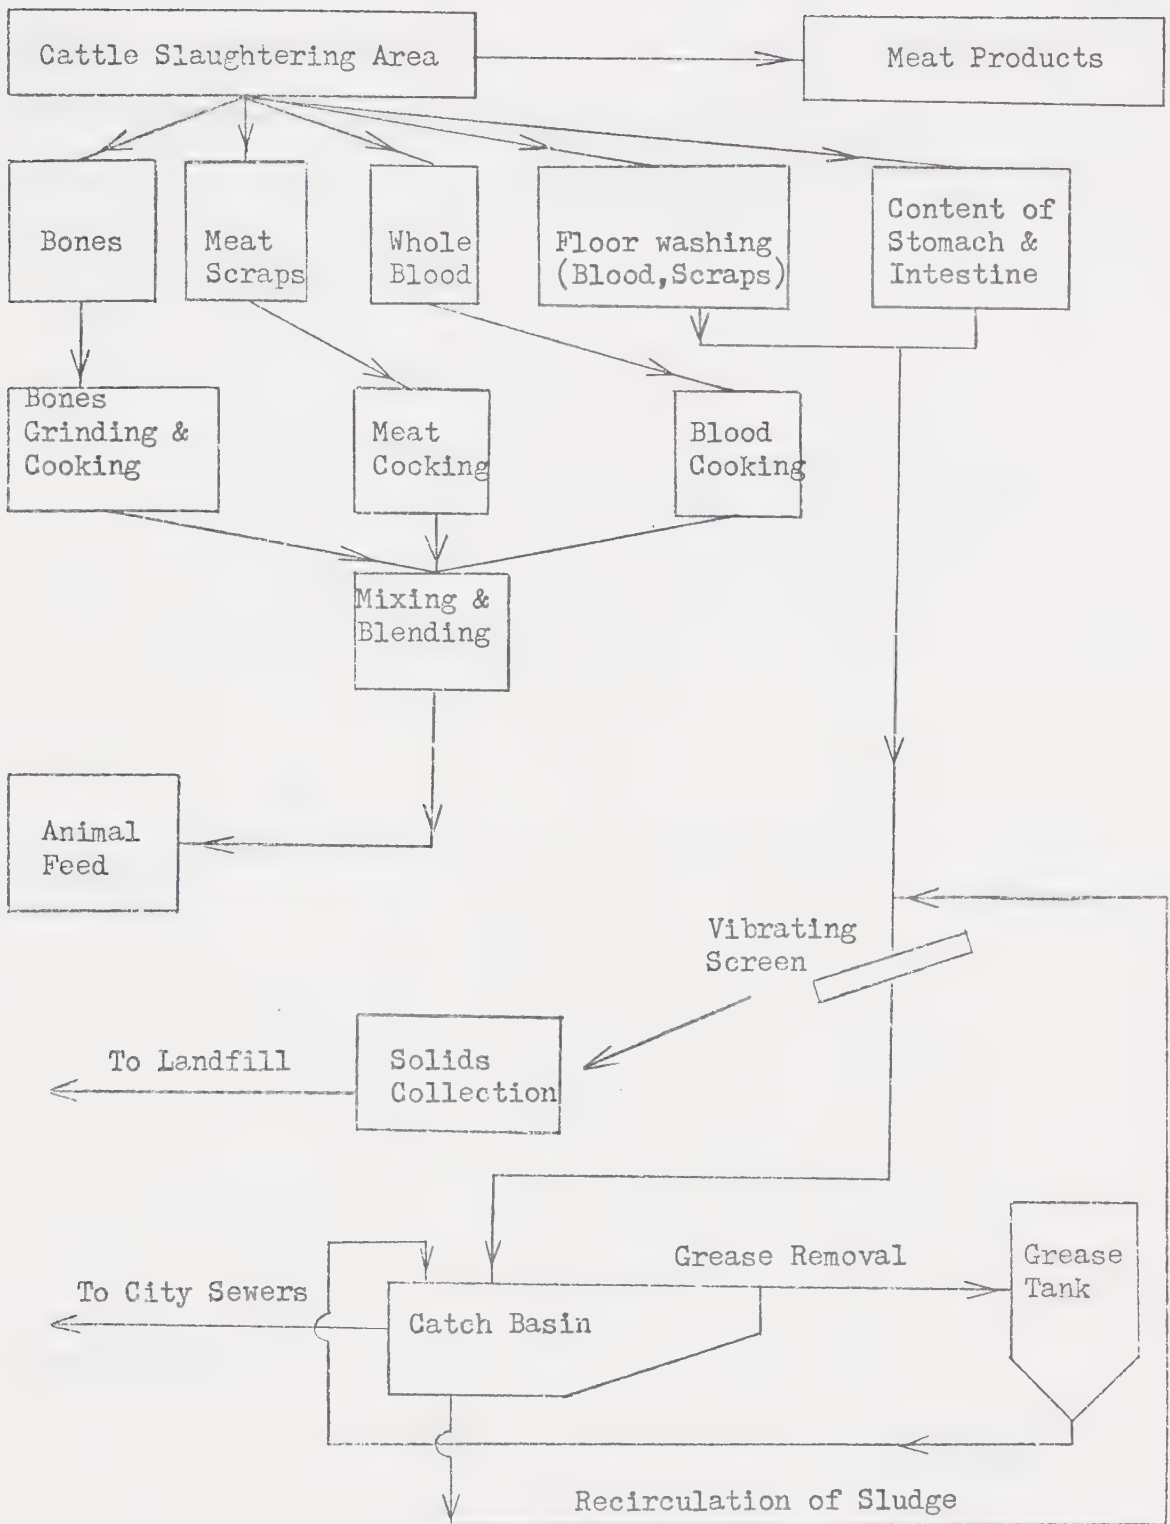 Cattle Slaughtering Area
Meat Products
Bones
Meat
Scraps
Whole
Blood
Floor washing
(Blood,Scraps)
Content of
Stomach &
Intestine
Bones
Grinding &
Cooking
Meat
Cocking
Blood
Cooking
Mixing &
Blending
Animal
Feed
Vibrating
Screen
To Landfill
Solids
Collection
Grease Removal
Grease
Tank
To City Sewers
Catch Basin
Recirculation of Sludge